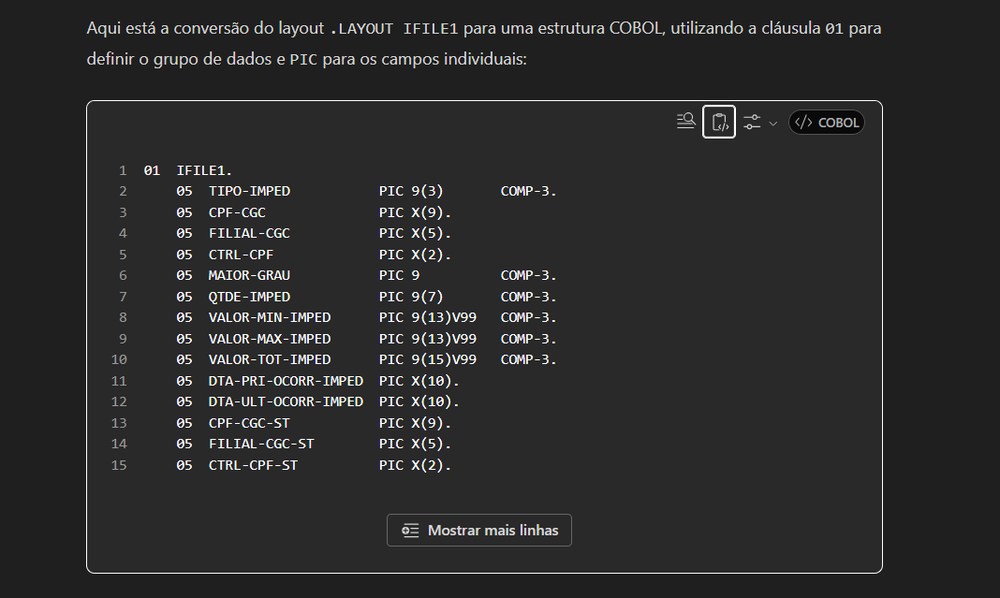 Aqui está a conversão do layout .LAYOUT IFILE1 para uma estrutura COBOL, utilizando a cláusula 01 para
definir o grupo de dados e PIC para os campos individuais:
COBOL
1 01 IFILE1.
2 05 TIPO-IMPED PIC 9(3) COMP-3.
3 05 CPF-CGC PIC X(9).
4 05 FILIAL-CGC PIC X(5).
5 05 CTRL-CPF PIC X(2).
6 05 MAIOR-GRAU PIC 9 COMP-3.
7 05 QTDE-IMPED PIC 9(7) COMP-3.
8 05 VALOR-MIN-IMPED PIC 9(13)V99 COMP-3.
9 05 VALOR-MAX-IMPED PIC 9(13)V99 COMP-3.
10 05 VALOR-TOT-IMPED PIC 9(15)V99 COMP-3.
11 05 DTA-PRI-OCORR-IMPED PIC X(10).
12 05 DTA-ULT-OCORR-IMPED PIC X(10).
13 05 CPF-CGC-ST PIC X(9).
14 05 FILIAL-CGC-ST PIC X(5).
15 05 CTRL-CPF-ST PIC X(2).
Mostrar mais linhas